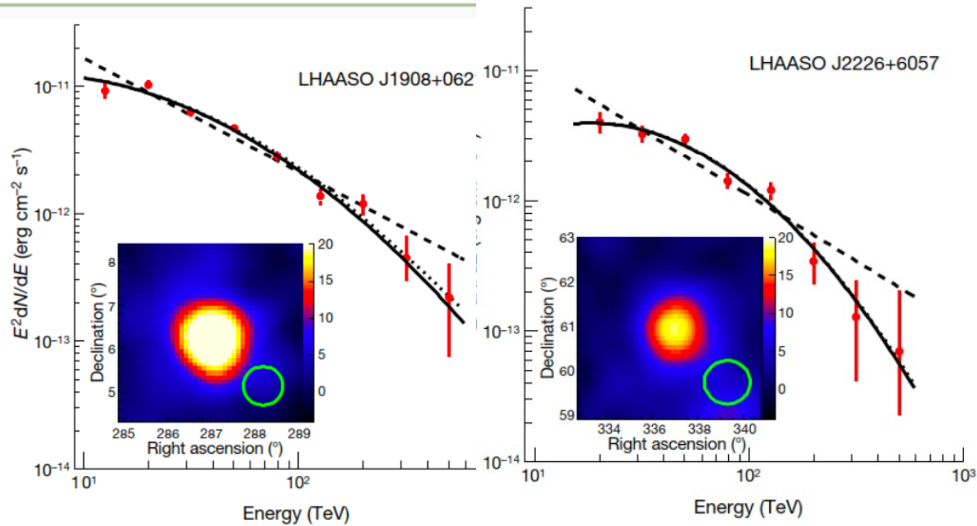 LHAASO J1908+062
E²dN/dE (erg cm⁻² s⁻¹)
10⁻¹¹
10⁻¹²
10⁻¹³
10⁻¹⁴
Declination (°)
8
7
6
5
20
15
10
5
0
285 286 287 288 289
Right ascension (°)
10¹ 10²
Energy (TeV)
LHAASO J2226+6057
10⁻¹¹
10⁻¹²
10⁻¹³
10⁻¹⁴
Declination (°)
63
62
61
60
59
20
15
10
5
0
334 336 338 340
Right ascension (°)
10¹ 10² 10³
Energy (TeV)